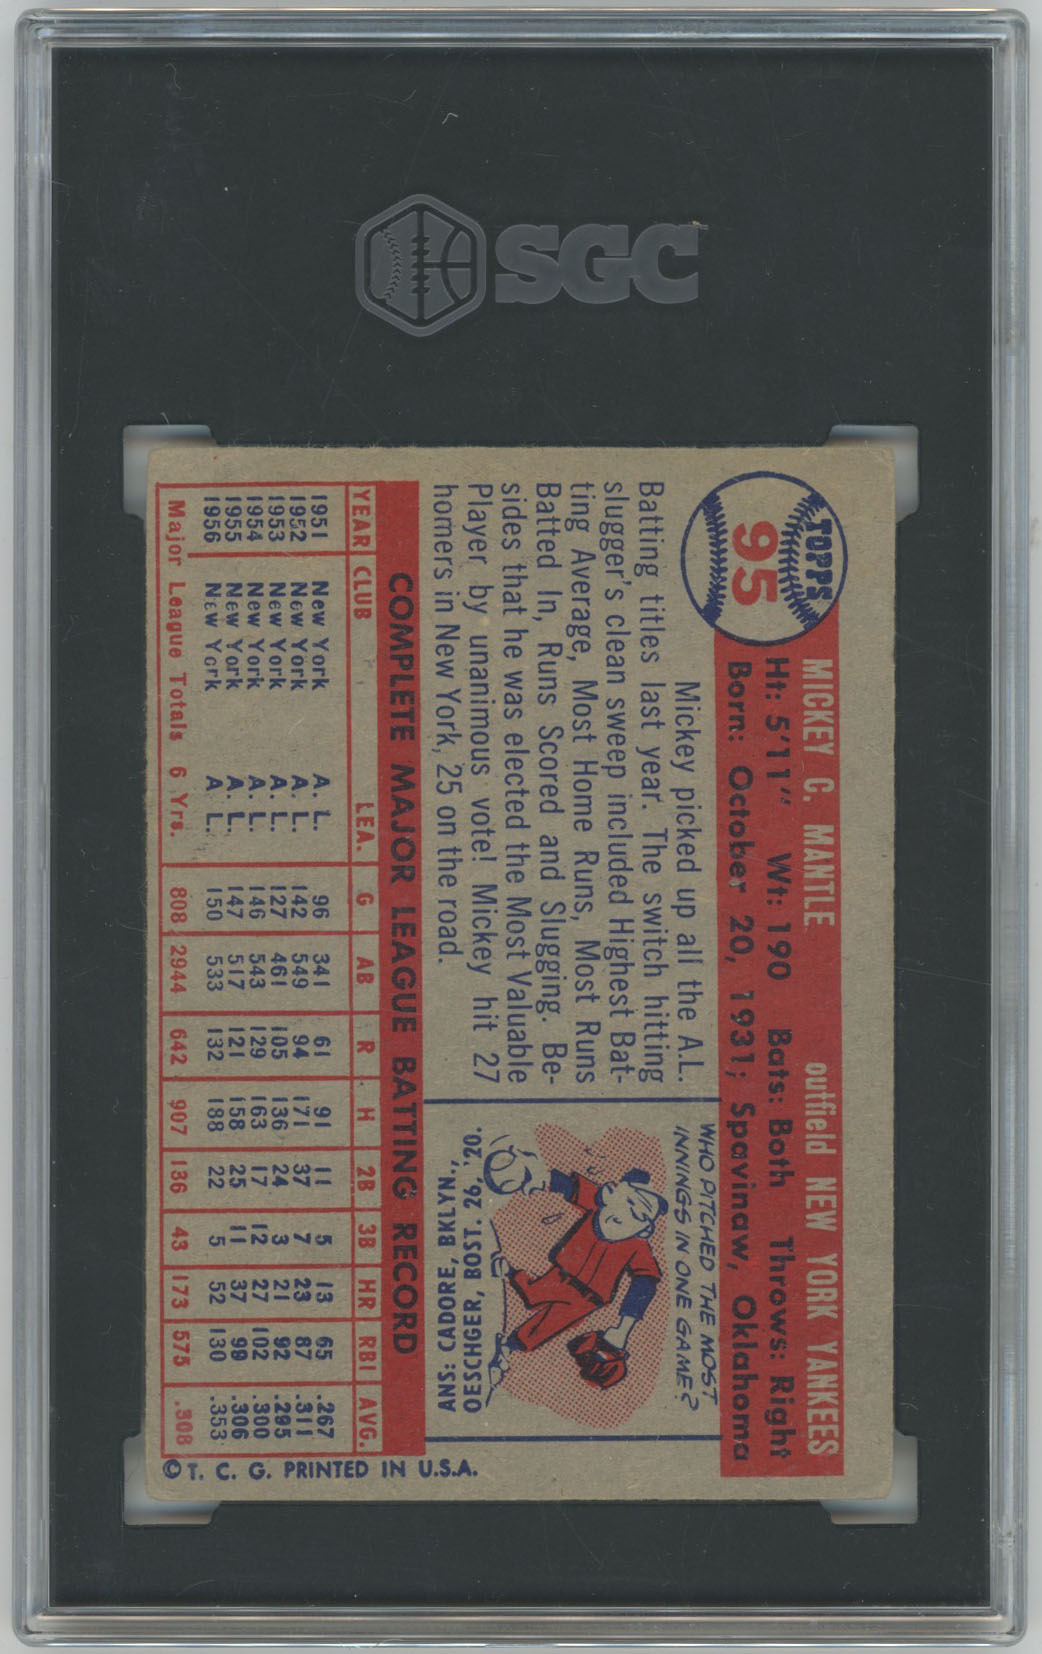 SGC
TOPPS
95
MICKEY C. MANTLE outfield NEW YORK YANKEES
Ht: 5'11" Wt: 190 Bats: Both Throws: Right
Born: October 20, 1931; Spavinaw, Oklahoma
Mickey picked up all the A.L.
Batting titles last year. The switch hitting
slugger's clean sweep included Highest Bat-
ting Average, Most Home Runs, Most Runs
Batted In, Runs Scored and Slugging. Be-
sides that he was elected the Most Valuable
Player by unanimous vote! Mickey hit 27
homers in New York, 25 on the road.
WHO PITCHED THE MOST
INNINGS IN ONE GAME?
ANS: CADORE, BKLYN.,
OESCHGER, BOST. 26, '20.
COMPLETE MAJOR LEAGUE BATTING RECORD
YEAR CLUB LEA. G AB R H 2B 3B HR RBI AVG.
1951 New York A. L. 96 341 61 91 11 5 13 65 .267
1952 New York A. L. 142 549 94 171 37 7 23 87 .311
1953 New York A. L. 127 461 105 136 24 3 21 92 .295
1954 New York A. L. 146 543 129 163 17 12 27 102 .300
1955 New York A. L. 147 517 121 158 25 11 37 99 .306
1956 New York A. L. 150 533 132 188 22 5 52 130 .353
Major League Totals 6 Yrs. 808 2944 642 907 136 43 173 575 .308
© T. C. G. PRINTED IN U.S.A.